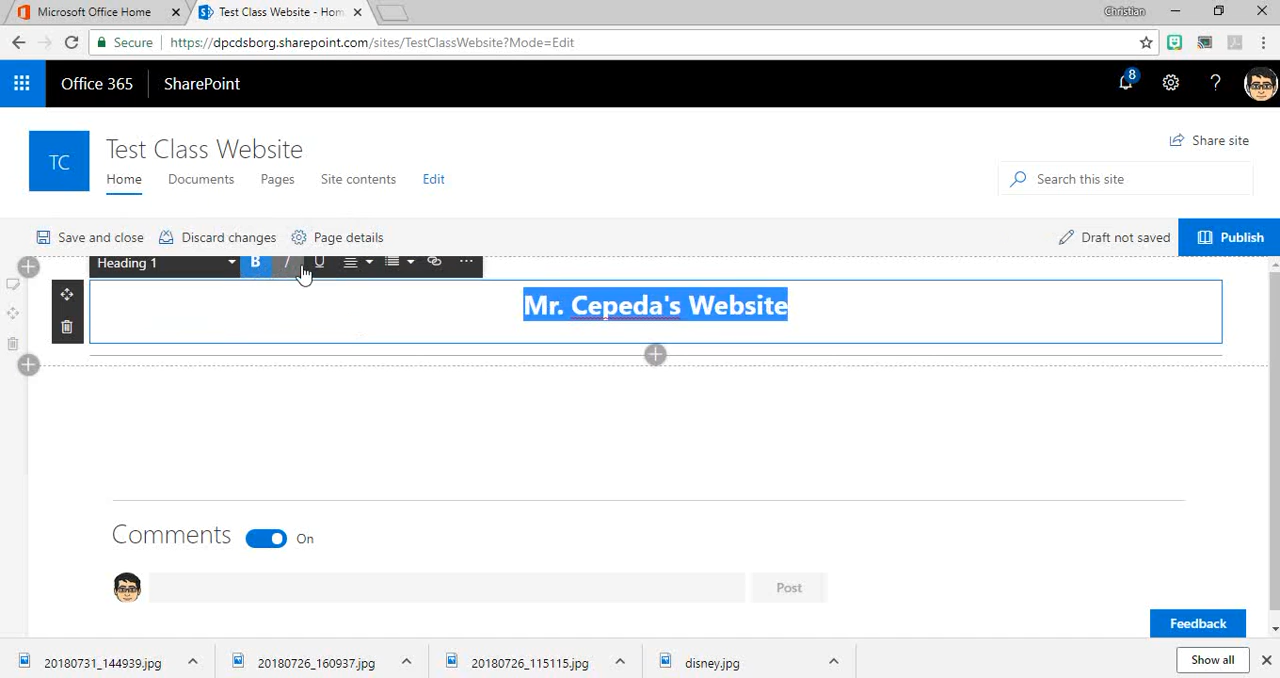 Microsoft Office Home
Test Class Website - Hom
Christian
Secure
https://dpcdsborg.sharepoint.com/sites/TestClassWebsite?Mode=Edit
Office 365
SharePoint
8
TC
Test Class Website
Share site
Home
Documents
Pages
Site contents
Edit
Search this site
Save and close
Discard changes
Page details
Draft not saved
Publish
Heading 1
B
I
U
Mr. Cepeda's Website
Comments
On
Post
Feedback
20180731_144939.jpg
20180726_160937.jpg
20180726_115115.jpg
disney.jpg
Show all